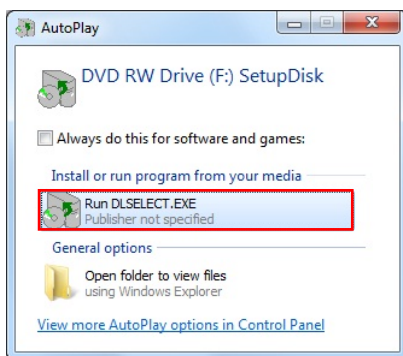 AutoPlay
DVD RW Drive (F:) SetupDisk
Always do this for software and games:
Install or run program from your media
Run DLSELECT.EXE
Publisher not specified
General options
Open folder to view files
using Windows Explorer
View more AutoPlay options in Control Panel